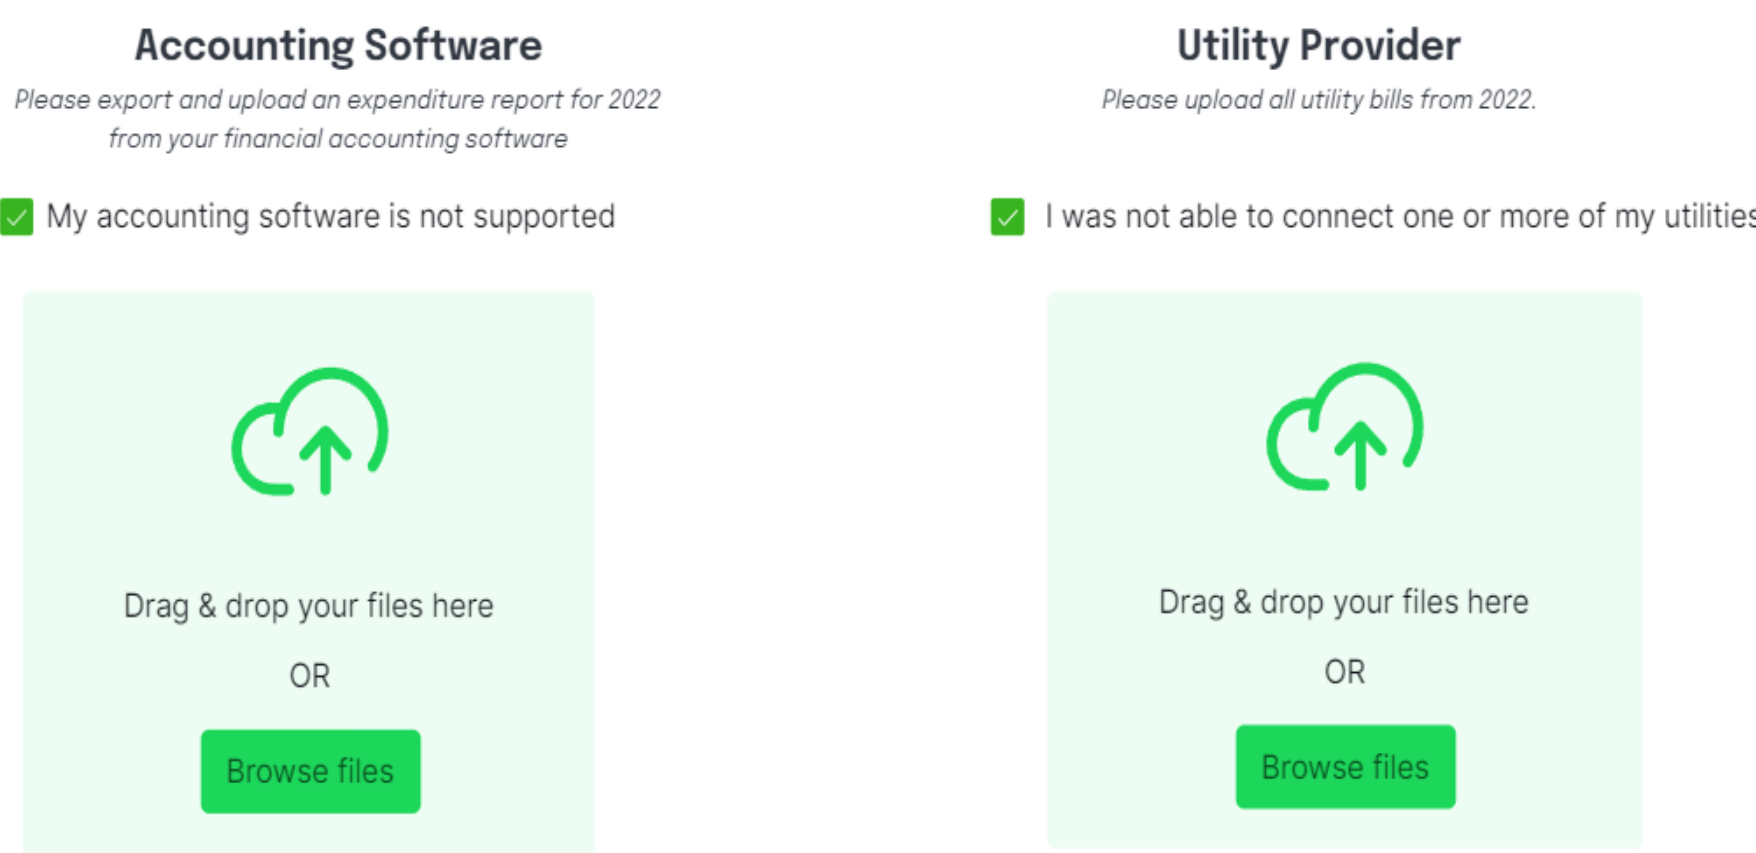 Accounting Software
Please export and upload an expenditure report for 2022
from your financial accounting software
My accounting software is not supported
Drag & drop your files here
OR
Browse files
Utility Provider
Please upload all utility bills from 2022.
I was not able to connect one or more of my utilities
Drag & drop your files here
OR
Browse files